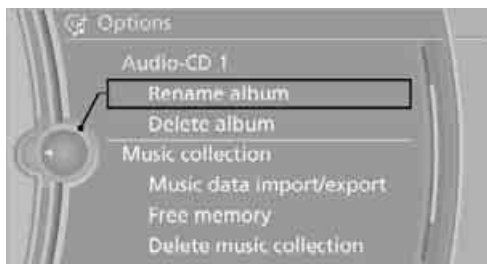 Options
Audio-CD 1
Rename album
Delete album
Music collection
Music data import/export
Free memory
Delete music collection